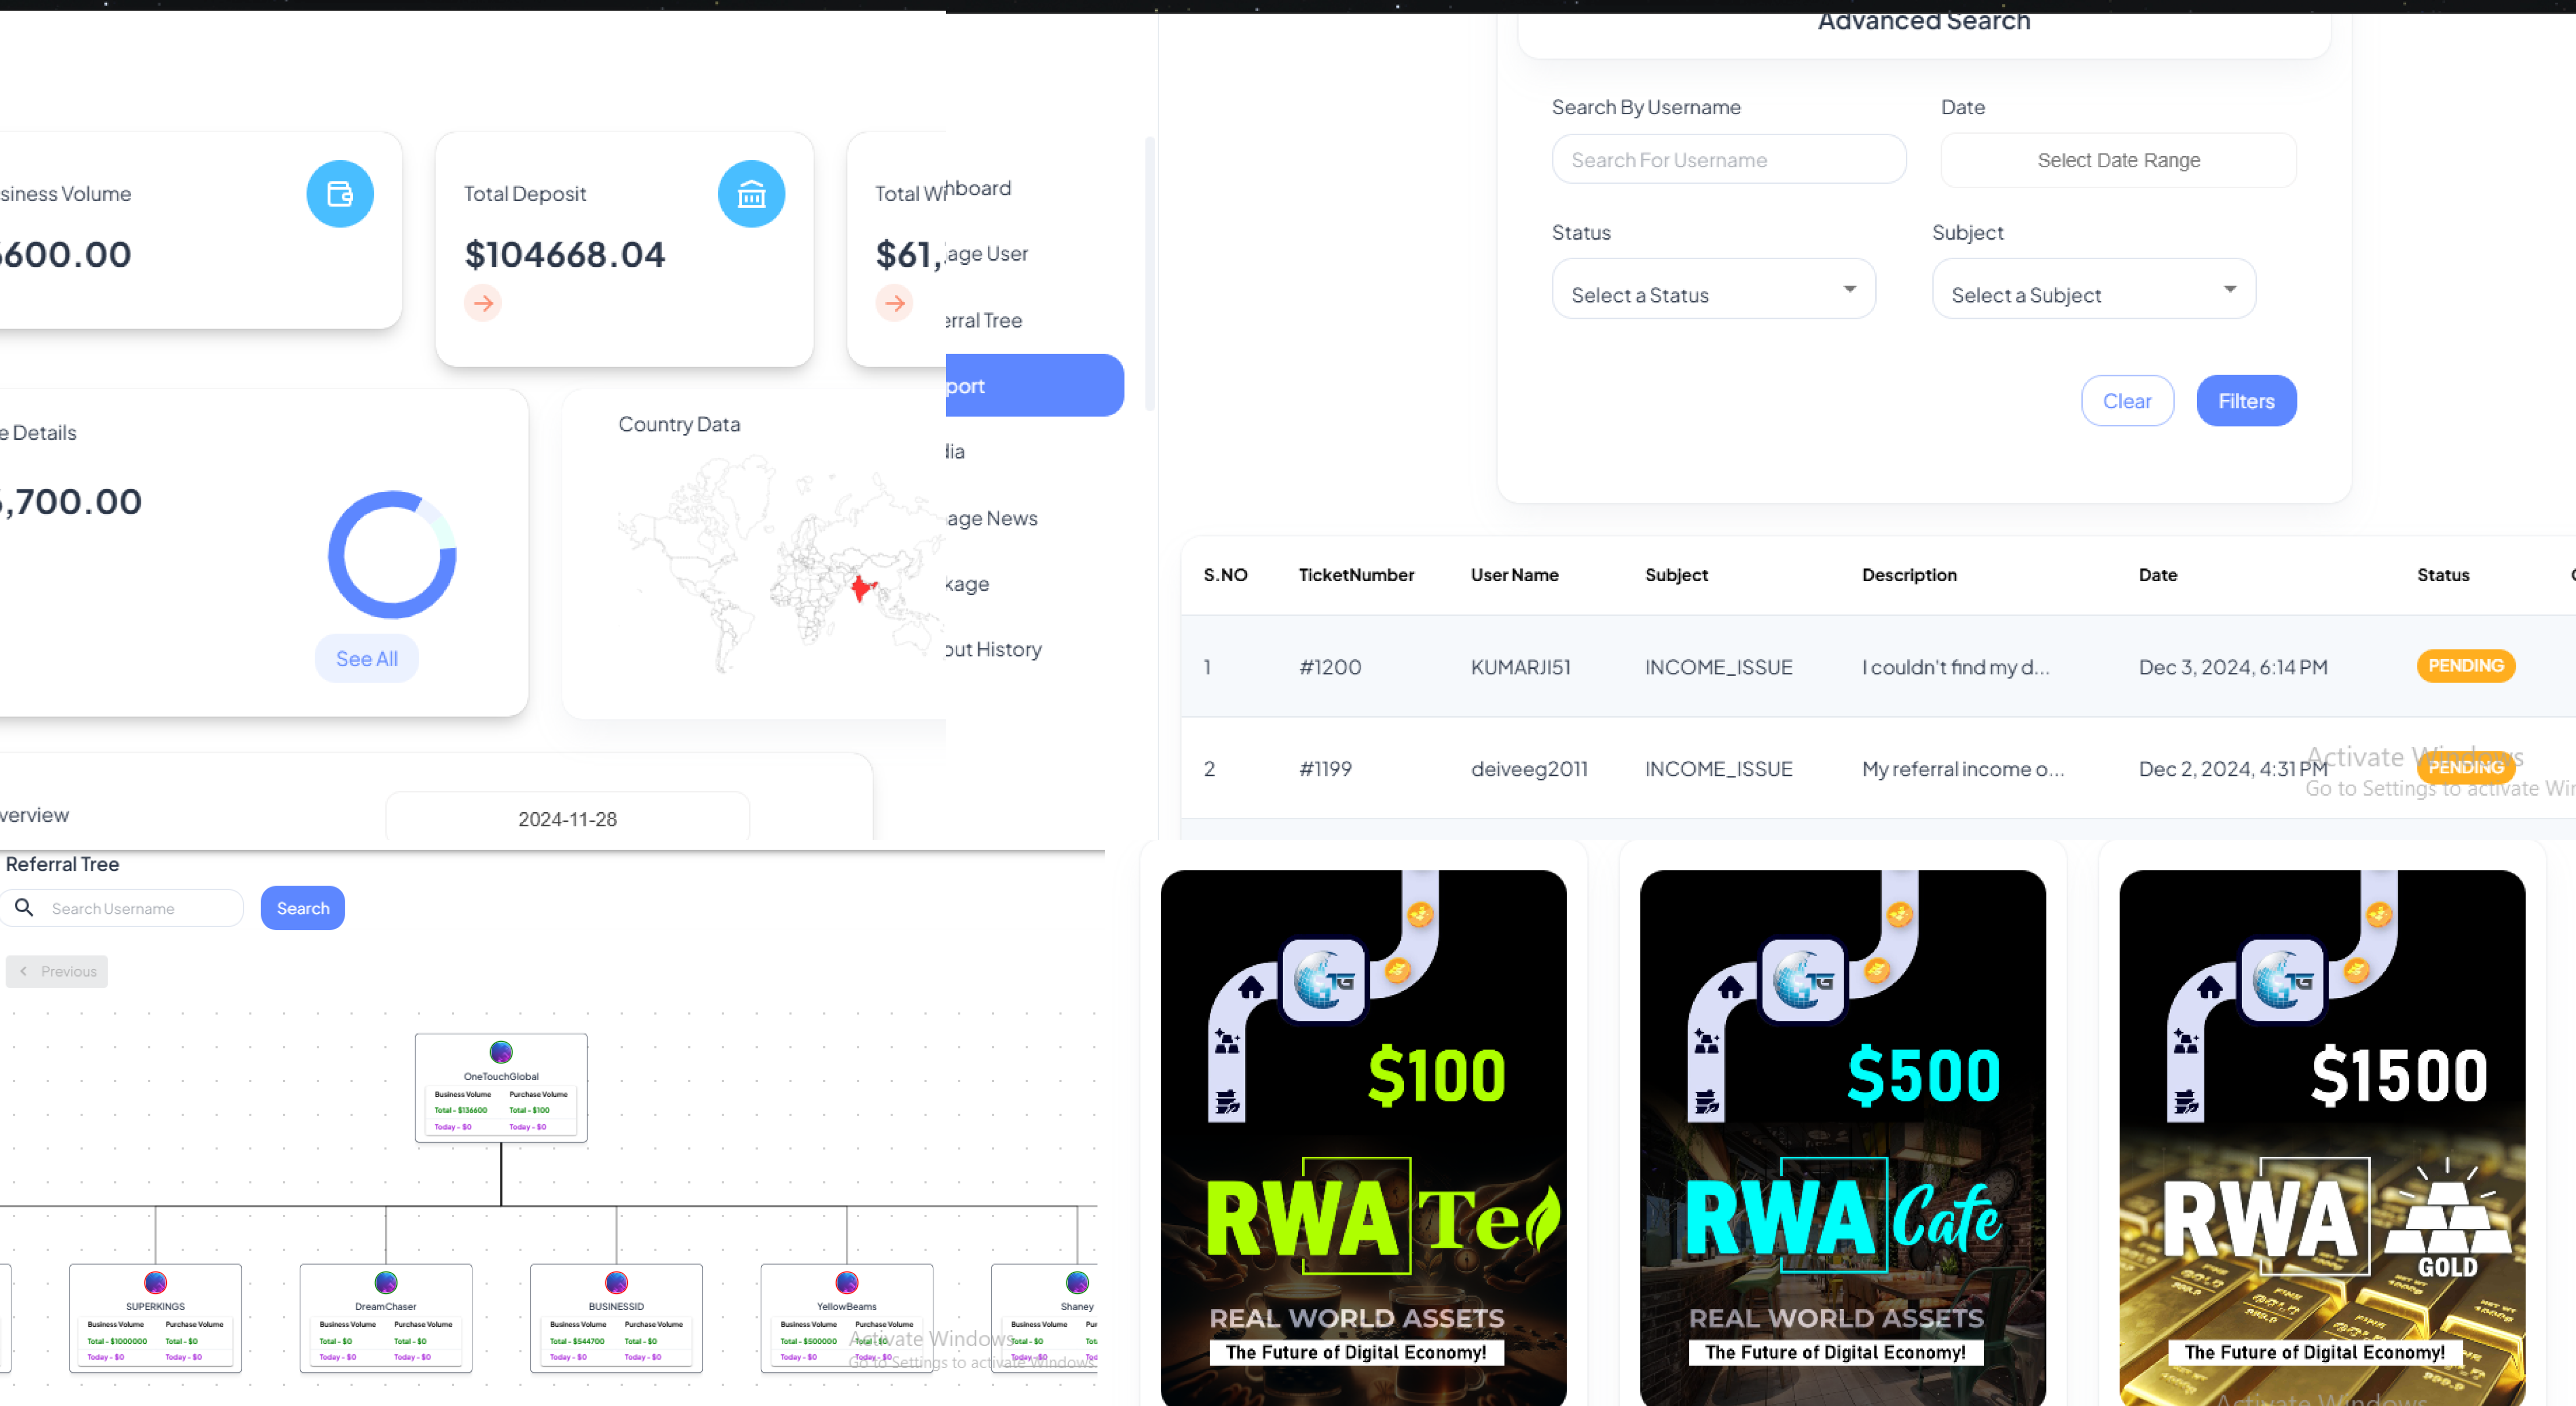 siness Volume
600.00
Total Deposit
$104668.04
Total Wi
$61,
e Details
,700.00
See All
Country Data
verview
2024-11-28
hboard
age User
erral Tree
port
dia
age News
kage
out History
Advanced Search
Search By Username
Date
Search For Username
Select Date Range
Status
Subject
Select a Status
Select a Subject
Clear
Filters
S.NO TicketNumber User Name Subject Description Date Status
1 #1200 KUMARJI51 INCOME_ISSUE I couldn't find my d... Dec 3, 2024, 6:14 PM PENDING
2 #1199 deiveeg2011 INCOME_ISSUE My referral income o... Dec 2, 2024, 4:31 PM PENDING
Activate Windows
Go to Settings to activate Win
Referral Tree
Search Username
Search
Previous
OneTouchGlobal
Business Volume Purchase Volume
Total - $136600 Total - $100
Today - $0 Today - $0
SUPERKINGS
Business Volume Purchase Volume
Total - $1000000 Total - $0
Today - $0 Today - $0
DreamChaser
Business Volume Purchase Volume
Total - $0 Total - $0
Today - $0 Today - $0
BUSINESSID
Business Volume Purchase Volume
Total - $544700 Total - $0
Today - $0 Today - $0
YellowBeams
Business Volume Purchase Volume
Total - $500000 Total - $0
Today - $0 Today - $0
Shaney
Business Volume Pur
Total - $0 Tot
Today - $0 Tod
Activate Windows
Go to Settings to activate Windows
TG
$100
RWA Tea
REAL WORLD ASSETS
The Future of Digital Economy!
TG
$500
RWA Cafe
REAL WORLD ASSETS
The Future of Digital Economy!
TG
$1500
RWA
GOLD
The Future of Digital Economy!
Activate Windows